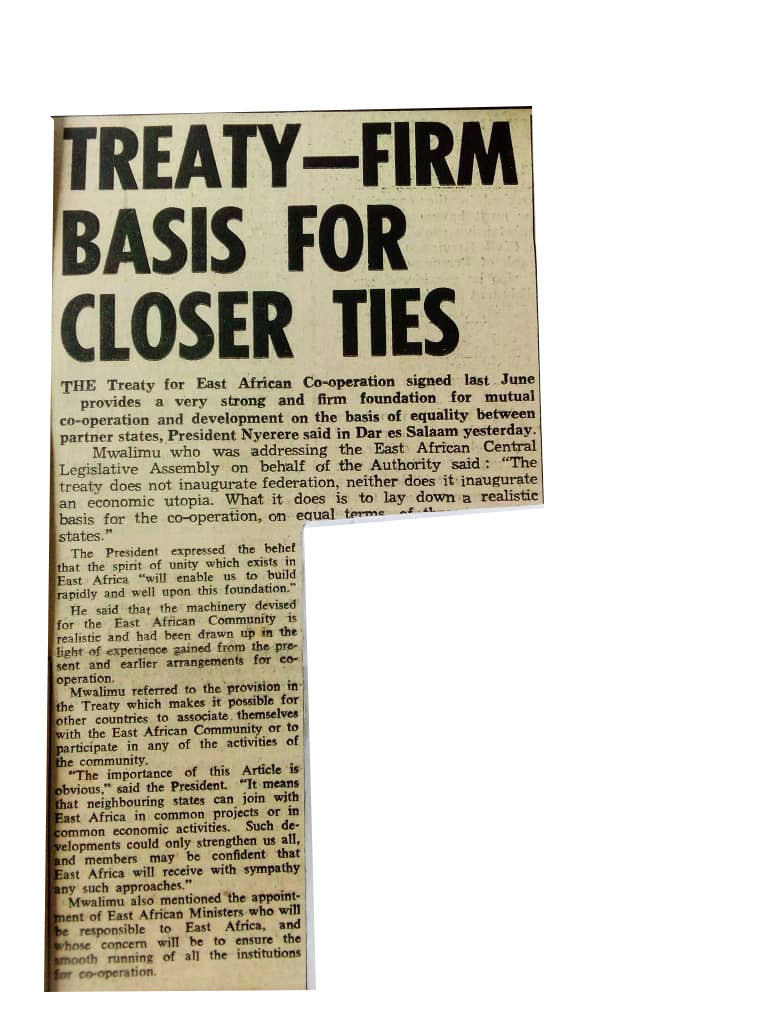 TREATY—FIRM
BASIS FOR
CLOSER TIES
THE Treaty for East African Co-operation signed last June
provides a very strong and firm foundation for mutual
co-operation and development on the basis of equality between
partner states, President Nyerere said in Dar es Salaam yesterday.
Mwalimu who was addressing the East African Central
Legislative Assembly on behalf of the Authority said: “The
treaty does not inaugurate federation, neither does it inaugurate
an economic utopia. What it does is to lay down a realistic
basis for the co-operation, on equal terms, of
states.”
The President expressed the belief
that the spirit of unity which exists in
East Africa “will enable us to build
rapidly and well upon this foundation.”
He said that the machinery devised
for the East African Community is
realistic and had been drawn up in the
light of experience gained from the pre-
sent and earlier arrangements for co-
operation.
Mwalimu referred to the provision in
the Treaty which makes it possible for
other countries to associate themselves
with the East African Community or to
participate in any of the activities of
the community.
“The importance of this Article is
obvious,” said the President. “It means
that neighbouring states can join with
East Africa in common projects or in
common economic activities. Such de-
velopments could only strengthen us all,
and members may be confident that
East Africa will receive with sympathy
any such approaches.”
Mwalimu also mentioned the appoint-
ment of East African Ministers who will
be responsible to East Africa, and
whose concern will be to ensure the
smooth running of all the institutions
for co-operation.